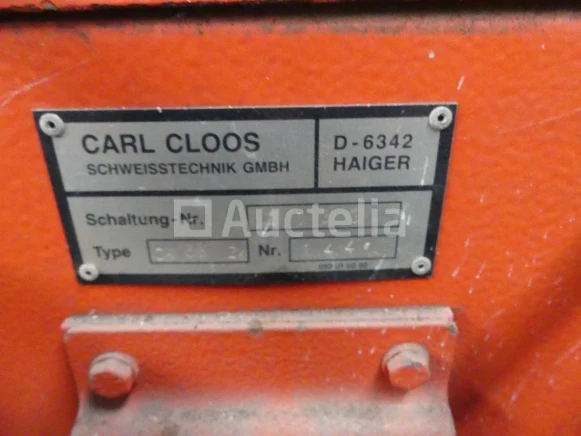 CARL CLOOS
SCHWEISSTECHNIK GMBH
D-6342
HAIGER
Auctelia
Schaltung-Nr.
Type
Nr.